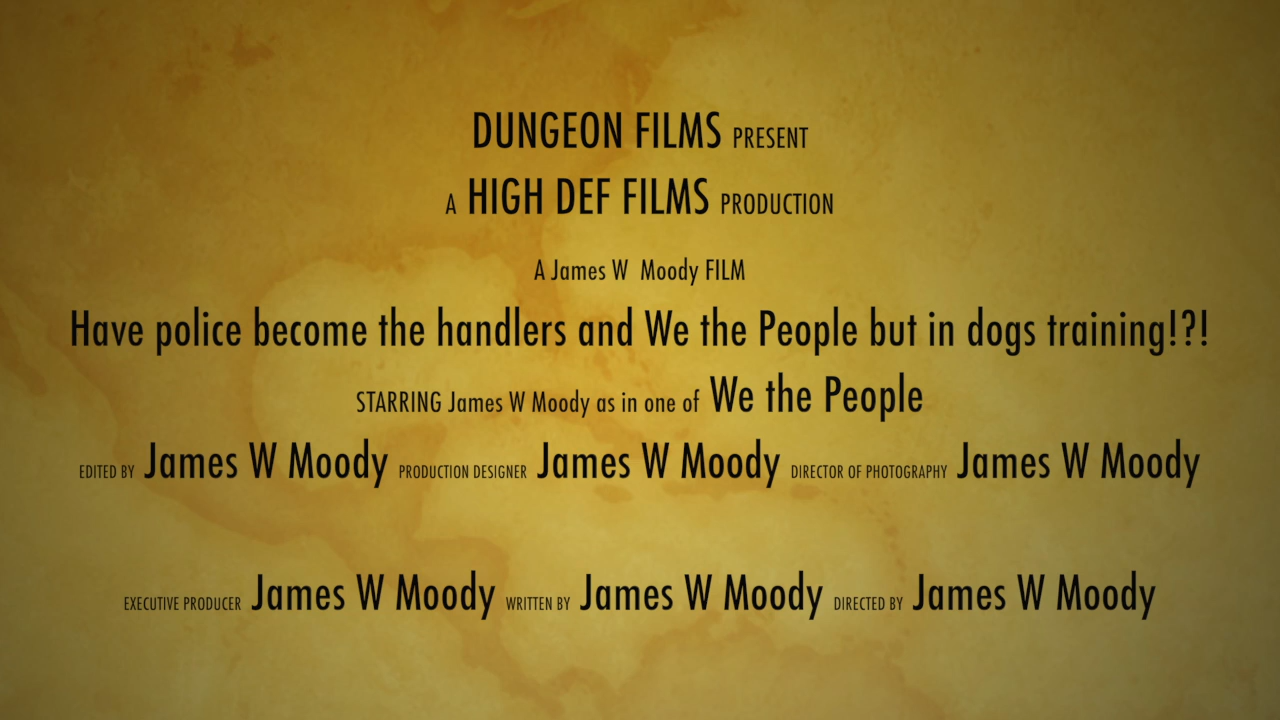 DUNGEON FILMS PRESENT
A HIGH DEF FILMS PRODUCTION
A James W Moody FILM
Have police become the handlers and We the People but in dogs training!?!
STARRING James W Moody as in one of We the People
EDITED BY James W Moody PRODUCTION DESIGNER James W Moody DIRECTOR OF PHOTOGRAPHY James W Moody
EXECUTIVE PRODUCER James W Moody WRITTEN BY James W Moody DIRECTED BY James W Moody